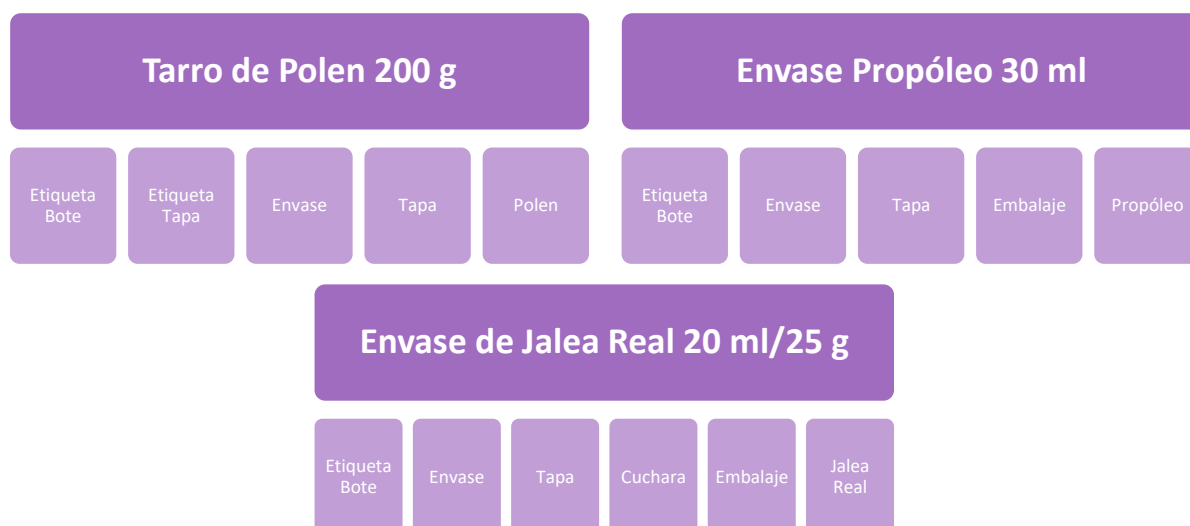 Tarro de Polen 200 g
Etiqueta
Bote
Etiqueta
Tapa
Envase
Tapa
Polen
Envase Propóleo 30 ml
Etiqueta
Bote
Envase
Tapa
Embalaje
Propóleo
Envase de Jalea Real 20 ml/25 g
Etiqueta
Bote
Envase
Tapa
Cuchara
Embalaje
Jalea
Real